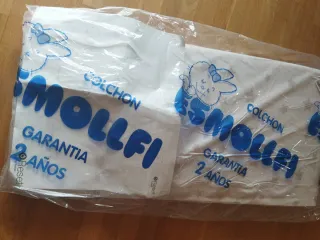 COLCHON
ESMOLLFI
GARANTIA
2 AÑOS
COLCHON
ESMOLLFI
GARANTIA
2 AÑOS